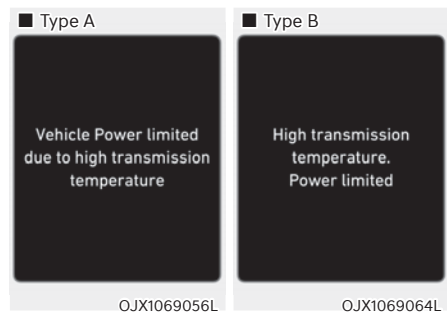 ■ Type A
Vehicle Power limited
due to high transmission
temperature
OJX1069056L
■ Type B
High transmission
temperature.
Power limited
OJX1069064L